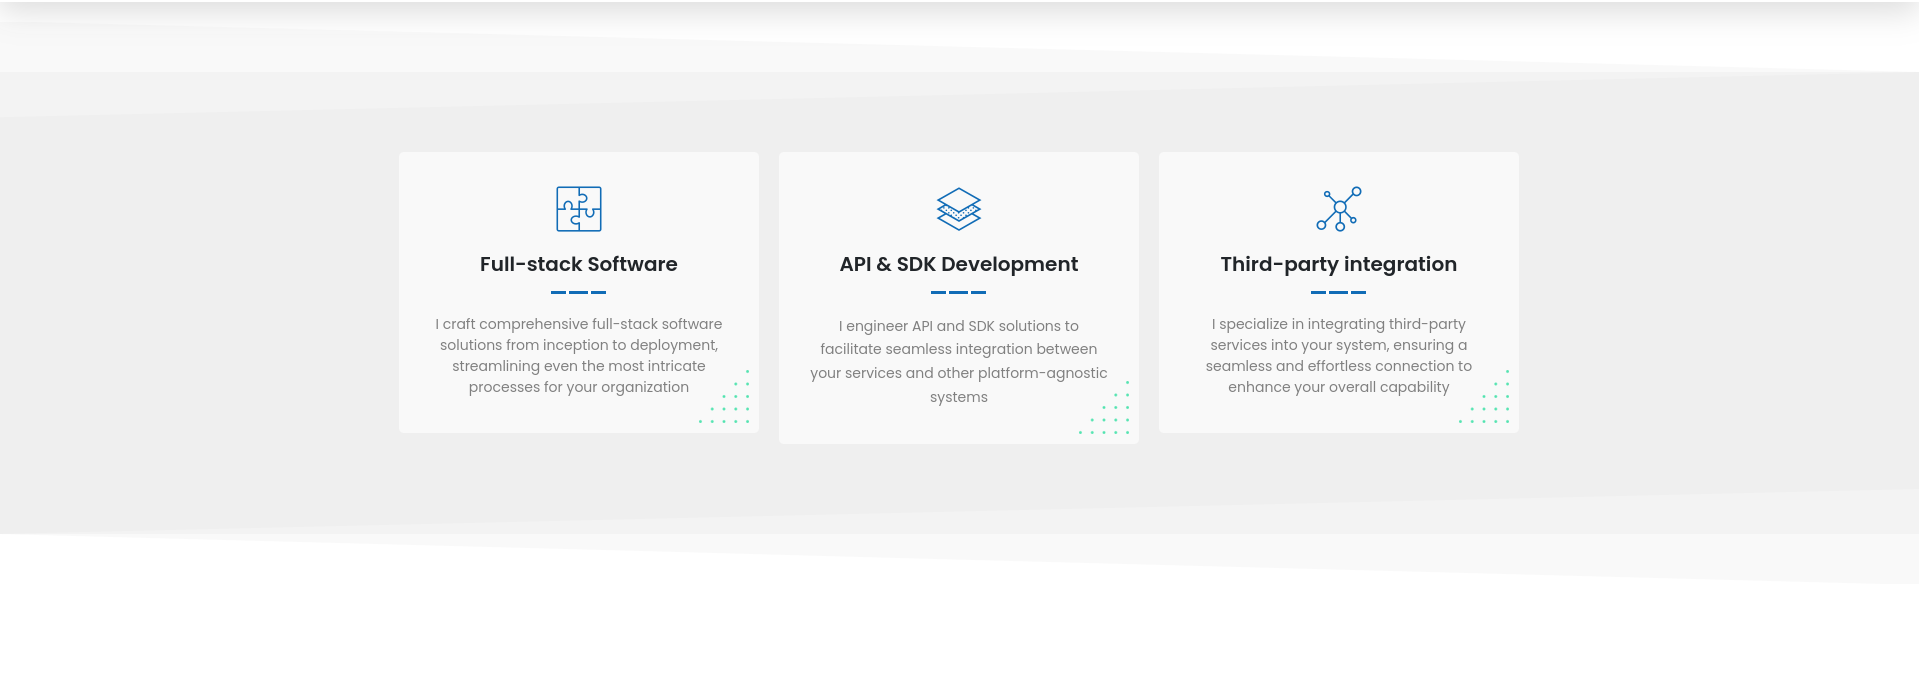 Full-stack Software
I craft comprehensive full-stack software
solutions from inception to deployment,
streamlining even the most intricate
processes for your organization
API & SDK Development
I engineer API and SDK solutions to
facilitate seamless integration between
your services and other platform-agnostic
systems
Third-party integration
I specialize in integrating third-party
services into your system, ensuring a
seamless and effortless connection to
enhance your overall capability